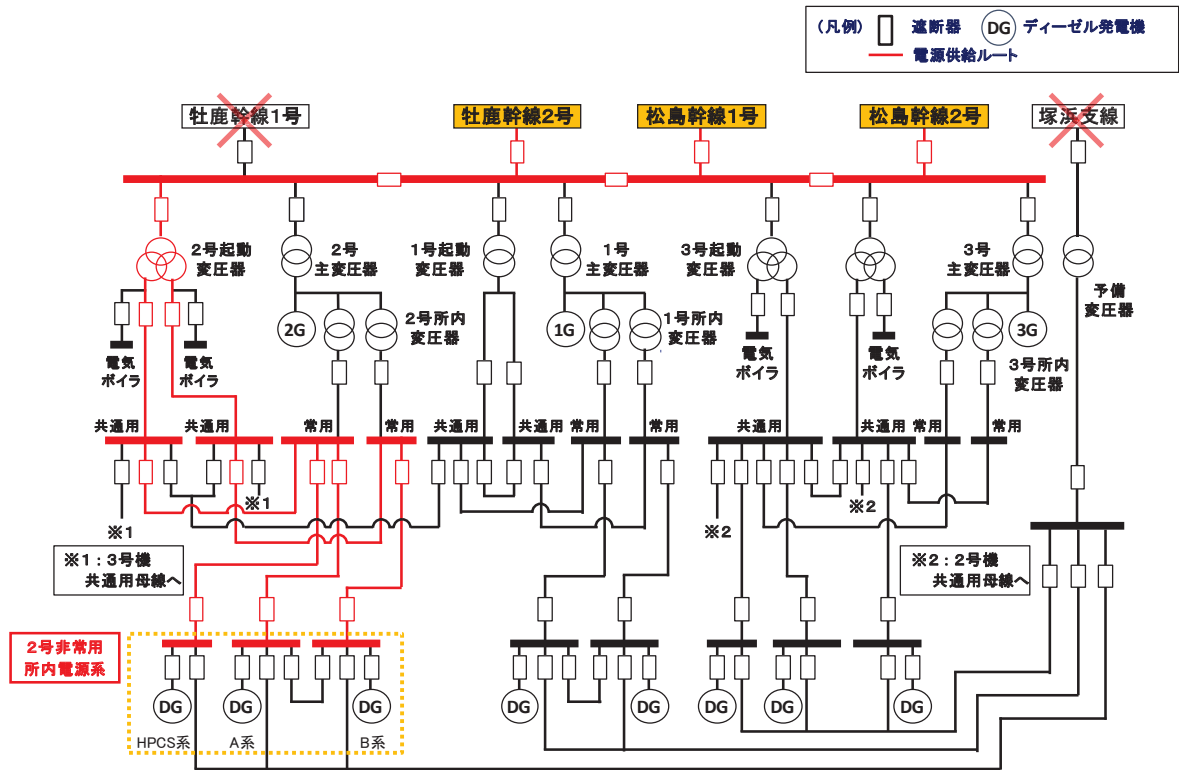 (凡例) 遮断器 DG ディーゼル発電機
電源供給ルート
牡鹿幹線1号
牡鹿幹線2号
松島幹線1号
松島幹線2号
塚浜支線
2号起動
変圧器
2号
主変圧器
1号起動
変圧器
1号
主変圧器
3号起動
変圧器
3号
主変圧器
予備
変圧器
2G
2号所内
変圧器
1G
1号所内
変圧器
3G
3号所内
変圧器
電気
ボイラ
電気
ボイラ
電気
ボイラ
電気
ボイラ
共通用
共通用
常用
常用
共通用
共通用
常用
常用
共通用
共通用
常用
常用
※1
※1
※2
※2
※1:3号機
共通用母線へ
※2:2号機
共通用母線へ
2号非常用
所内電源系
DG
DG
DG
DG
DG
DG
DG
DG
HPCS系
A系
B系